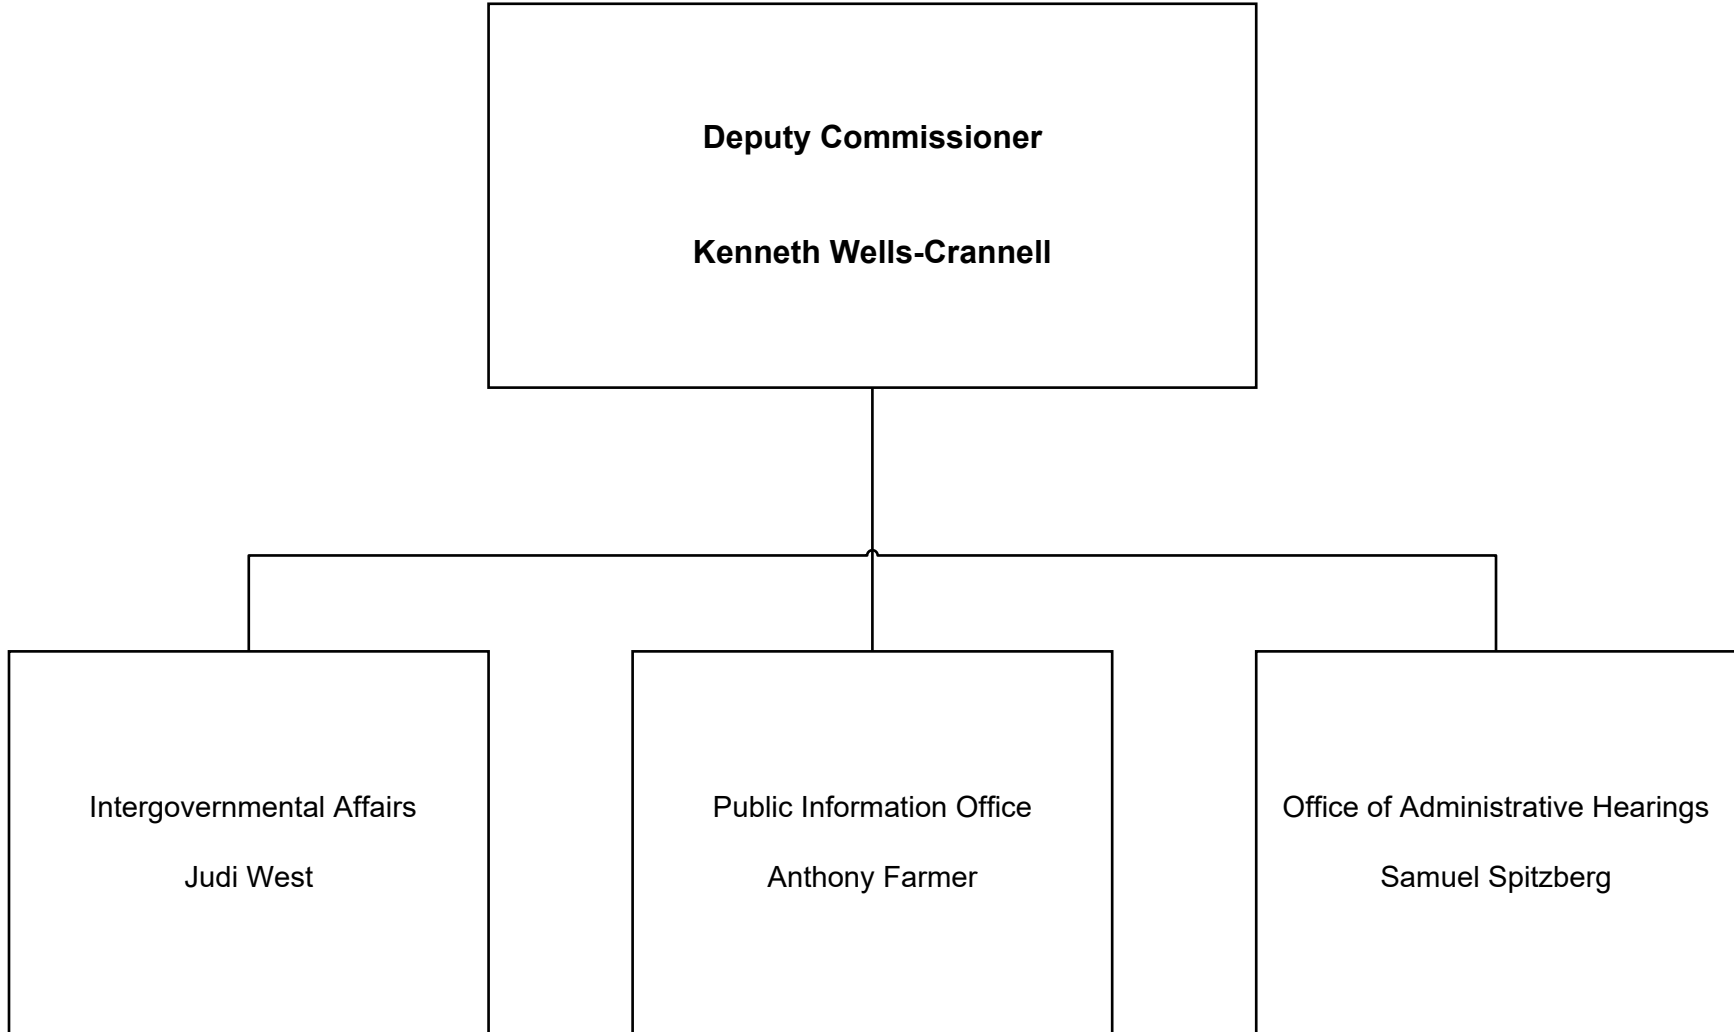 Deputy Commissioner
Kenneth Wells-Crannell
Intergovernmental Affairs
Judi West
Public Information Office
Anthony Farmer
Office of Administrative Hearings
Samuel Spitzberg